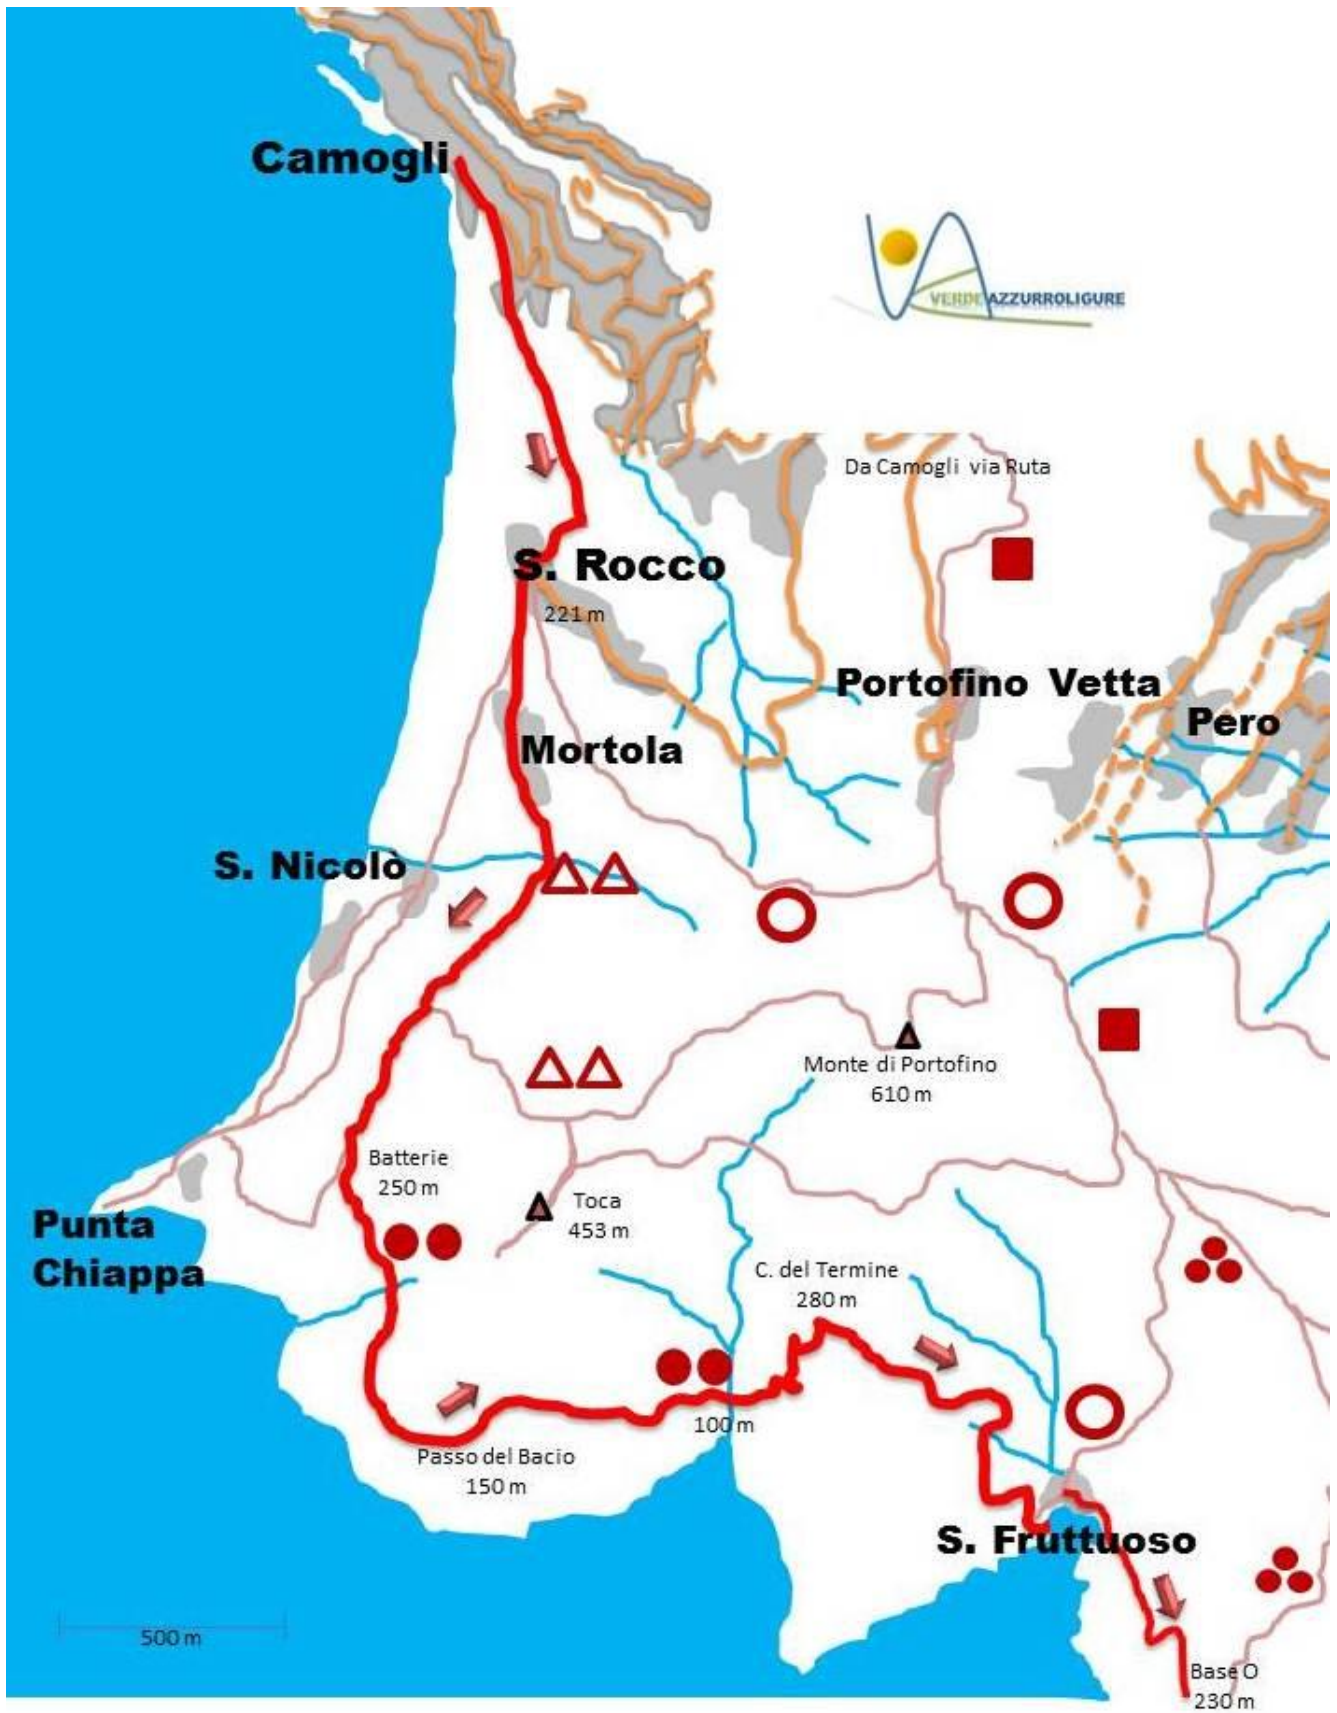 Camogli
VERDEAZZURROLIGURE
Da Camogli via Ruta
S. Rocco
221 m
Portofino Vetta
Pero
Mortola
S. Nicolò
Monte di Portofino
610 m
Batterie
250 m
Toca
453 m
Punta
Chiappa
C. del Termine
280 m
100 m
Passo del Bacio
150 m
S. Fruttuoso
500 m
Base O
230 m